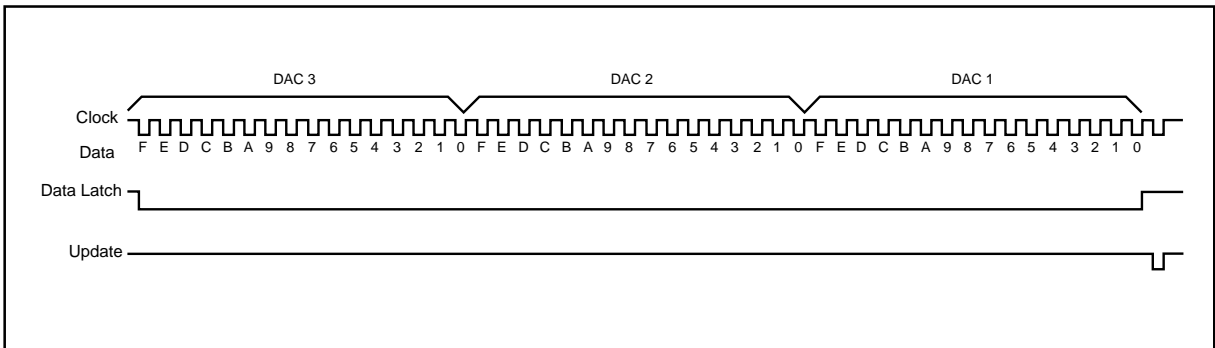 DAC 3 DAC 2 DAC 1
Clock
Data F E D C B A 9 8 7 6 5 4 3 2 1 0 F E D C B A 9 8 7 6 5 4 3 2 1 0 F E D C B A 9 8 7 6 5 4 3 2 1 0
Data Latch
Update